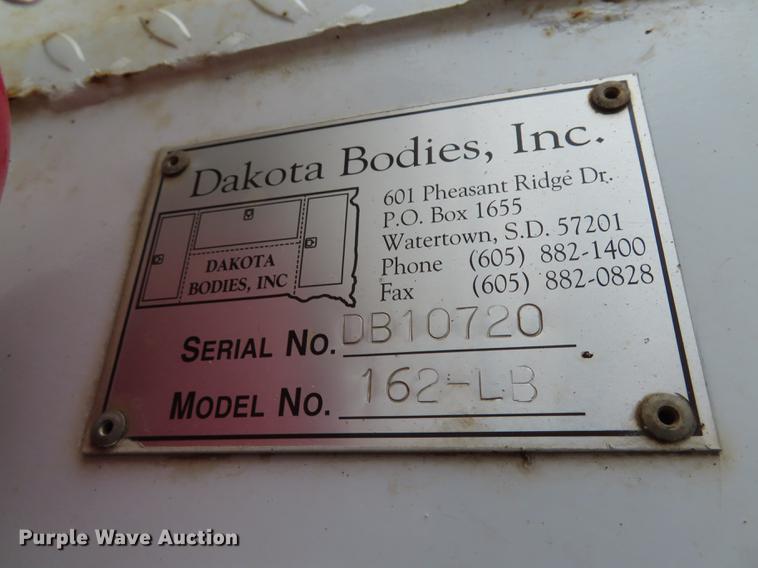 Dakota Bodies, Inc.
601 Pheasant Ridge Dr.
P.O. Box 1655
Watertown, S.D. 57201
Phone (605) 882-1400
Fax (605) 882-0828
DAKOTA
BODIES, INC
SERIAL NO. DB10720
MODEL NO. 162-LB
Purple Wave Auction